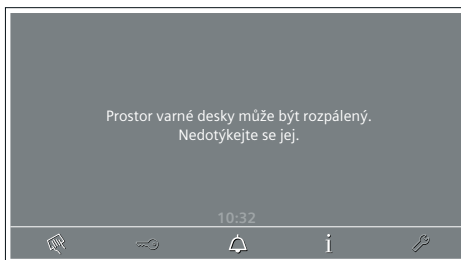 Prostor varné desky může být rozpálený.
Nedotýkejte se jej.
10:32
i